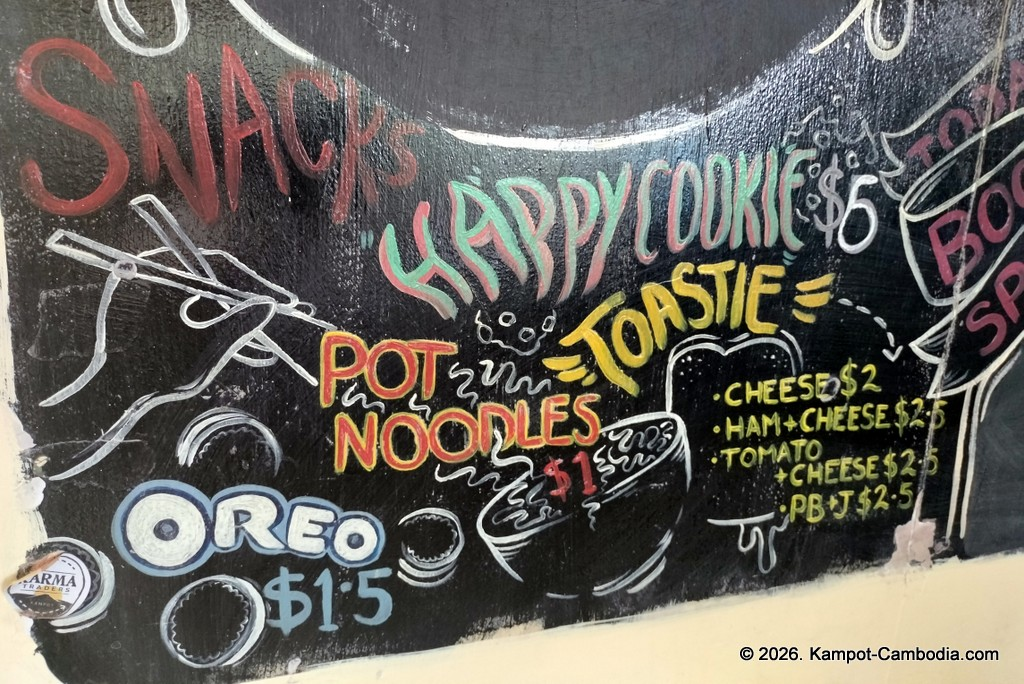 SNACKS
HAPPY COOKIE $5
TOASTIE
POT
NOODLES
$1
· CHEESE $2
· HAM + CHEESE $2·5
· TOMATO
+ CHEESE $2·5
· PB+J $2·5
OREO
$1·5
KARMA
TRADERS
KAMPOT
© 2026. Kampot-Cambodia.com